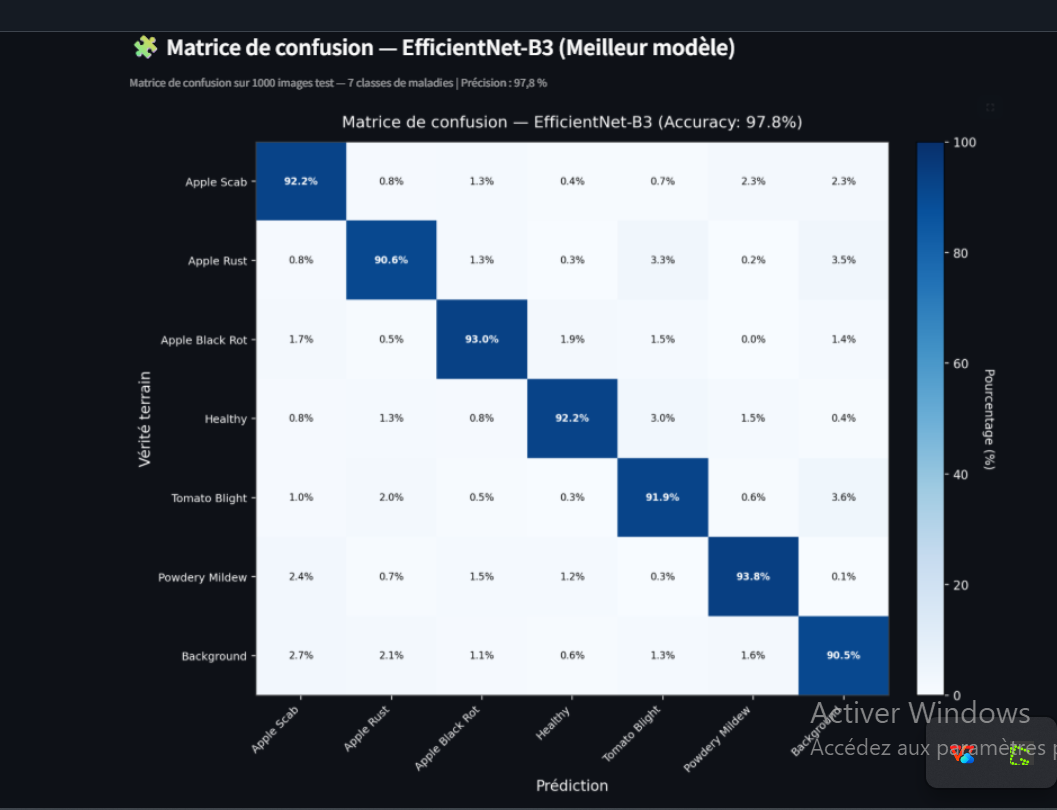 Matrice de confusion — EfficientNet-B3 (Meilleur modèle)
Matrice de confusion sur 1000 images test — 7 classes de maladies | Précision : 97,8 %
Matrice de confusion — EfficientNet-B3 (Accuracy: 97.8%)
Apple Scab 92.2% 0.8% 1.3% 0.4% 0.7% 2.3% 2.3%
Apple Rust 0.8% 90.6% 1.3% 0.3% 3.3% 0.2% 3.5%
Apple Black Rot 1.7% 0.5% 93.0% 1.9% 1.5% 0.0% 1.4%
Healthy 0.8% 1.3% 0.8% 92.2% 3.0% 1.5% 0.4%
Tomato Blight 1.0% 2.0% 0.5% 0.3% 91.9% 0.6% 3.6%
Powdery Mildew 2.4% 0.7% 1.5% 1.2% 0.3% 93.8% 0.1%
Background 2.7% 2.1% 1.1% 0.6% 1.3% 1.6% 90.5%
Vérité terrain
Apple Scab Apple Rust Apple Black Rot Healthy Tomato Blight Powdery Mildew Background
Prédiction
100
80
60
40
20
0
Pourcentage (%)
Activer Windows
Accédez aux paramètres p